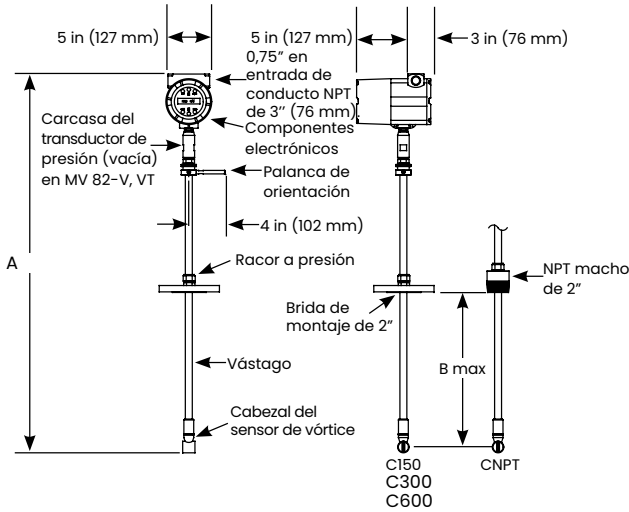 5 in (127 mm)
5 in (127 mm)
3 in (76 mm)
0,75” en
entrada de
conducto NPT
de 3” (76 mm)
Componentes
electrónicos
Carcasa del
transductor de
presión (vacía)
en MV 82-V, VT
Palanca de
orientación
4 in (102 mm)
A
Racor a presión
NPT macho
de 2”
Brida de
montaje de 2”
B max
Vástago
Cabezal del
sensor de vórtice
C150
C300
C600
CNPT